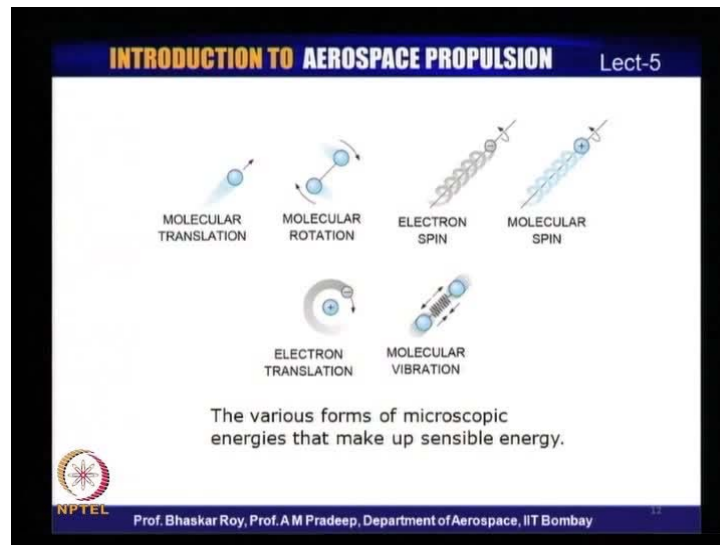 INTRODUCTION TO AEROSPACE PROPULSION Lect-5
MOLECULAR
TRANSLATION
MOLECULAR
ROTATION
ELECTRON
SPIN
MOLECULAR
SPIN
ELECTRON
TRANSLATION
MOLECULAR
VIBRATION
The various forms of microscopic
energies that make up sensible energy.
NPTEL
Prof. Bhaskar Roy, Prof. A M Pradeep, Department of Aerospace, IIT Bombay
12